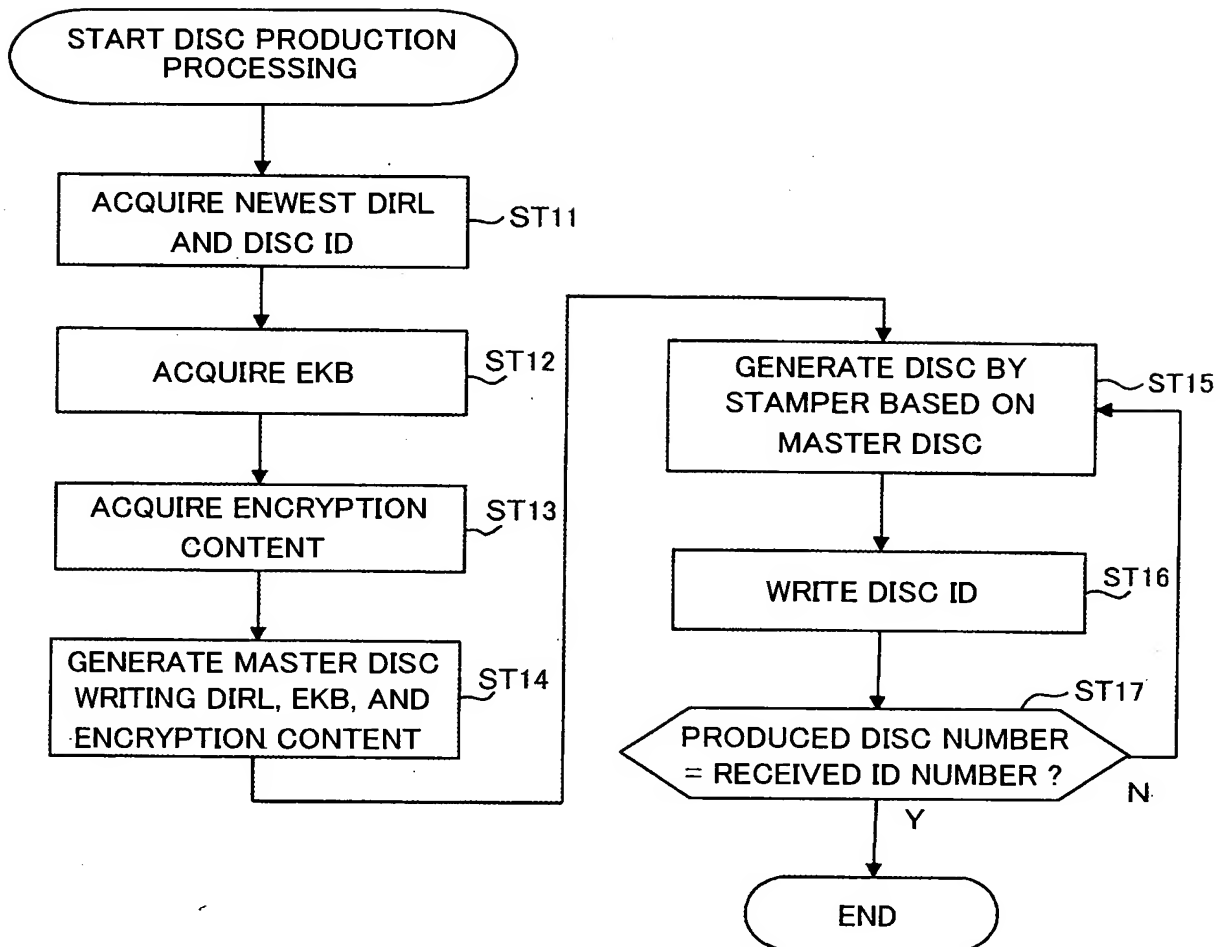 START DISC PRODUCTION
PROCESSING
ACQUIRE NEWEST DIRL
AND DISC ID
ST11
ACQUIRE EKB
ST12
ACQUIRE ENCRYPTION
CONTENT
ST13
GENERATE MASTER DISC
WRITING DIRL, EKB, AND
ENCRYPTION CONTENT
ST14
GENERATE DISC BY
STAMPER BASED ON
MASTER DISC
ST15
WRITE DISC ID
ST16
ST17
PRODUCED DISC NUMBER
= RECEIVED ID NUMBER ?
N
Y
END